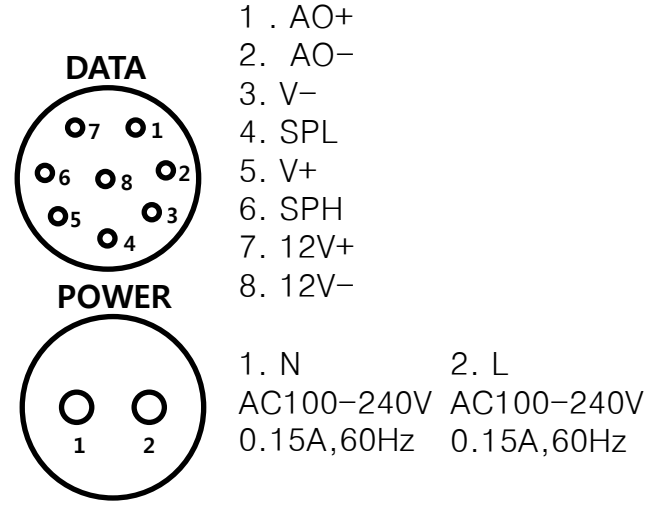 DATA
7 1
6 8 2
5 3
4
1 . AO+
2. AO-
3. V-
4. SPL
5. V+
6. SPH
7. 12V+
8. 12V-
POWER
1 2
1. N 2. L
AC100-240V AC100-240V
0.15A,60Hz 0.15A,60Hz